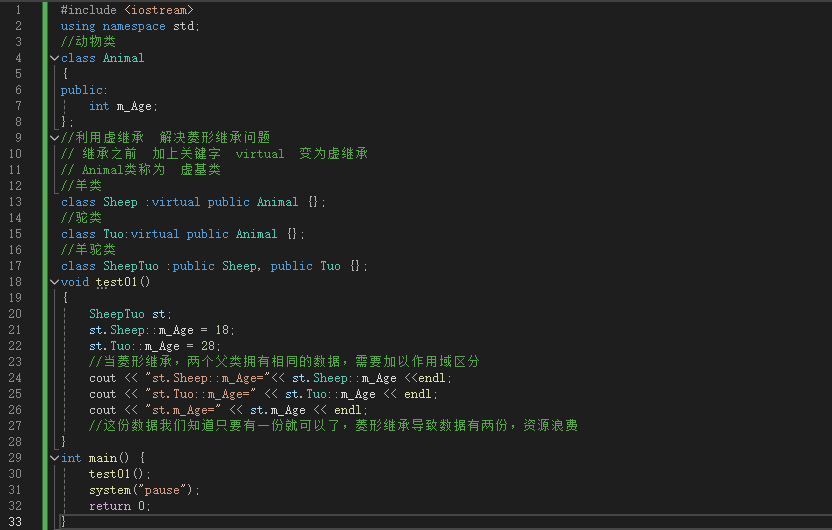 1 #include <iostream>
2 using namespace std;
3 //动物类
4 class Animal
5 {
6 public:
7 int m_Age;
8 };
9 //利用虚继承 解决菱形继承问题
10 // 继承之前 加上关键字 virtual 变为虚继承
11 // Animal类称为 虚基类
12 //羊类
13 class Sheep :virtual public Animal {};
14 //驼类
15 class Tuo:virtual public Animal {};
16 //羊驼类
17 class SheepTuo :public Sheep, public Tuo {};
18 void test01()
19 {
20 SheepTuo st;
21 st.Sheep::m_Age = 18;
22 st.Tuo::m_Age = 28;
23 //当菱形继承，两个父类拥有相同的数据，需要加以作用域区分
24 cout << "st.Sheep::m_Age="<< st.Sheep::m_Age <<endl;
25 cout << "st.Tuo::m_Age=" << st.Tuo::m_Age << endl;
26 cout << "st.m_Age=" << st.m_Age << endl;
27 //这份数据我们知道只要有一份就可以了，菱形继承导致数据有两份，资源浪费
28 }
29 int main() {
30 test01();
31 system("pause");
32 return 0;
33 }